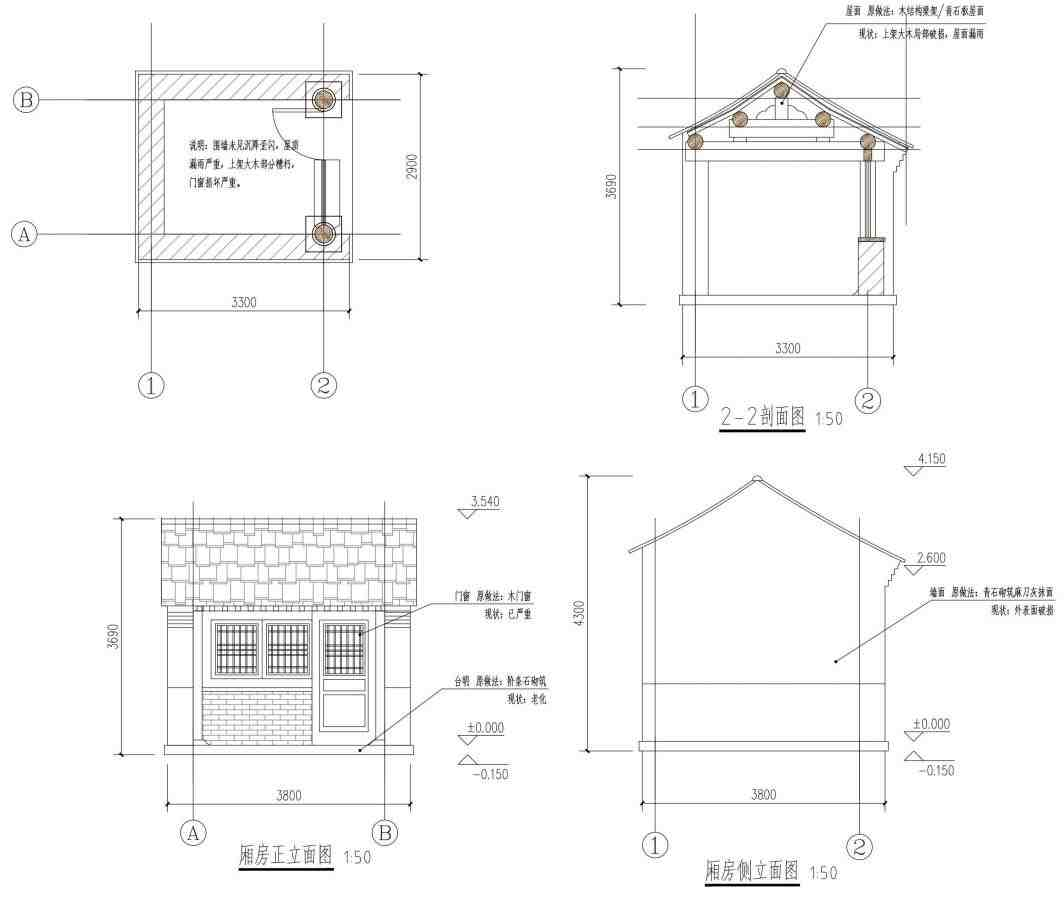 B
A
说明：围墙未见沉降歪闪，屋顶
漏雨严重，上架大木部分糟朽，
门窗损坏严重。
2900
3300
1
2
屋面 原做法：木结构梁架/青石板屋面
现状：上架大木局部破损，屋面漏雨
3690
3300
1
2
2-2剖面图 1:50
3.540
3690
门窗 原做法：木门窗
现状：已严重
台明 原做法：阶条石砌筑
现状：老化
±0.000
-0.150
3800
A
B
厢房正立面图 1:50
4.150
2.600
4300
墙面 原做法：青石砌筑麻刀灰抹面
现状：外表面破损
±0.000
-0.150
3800
1
2
厢房侧立面图 1:50